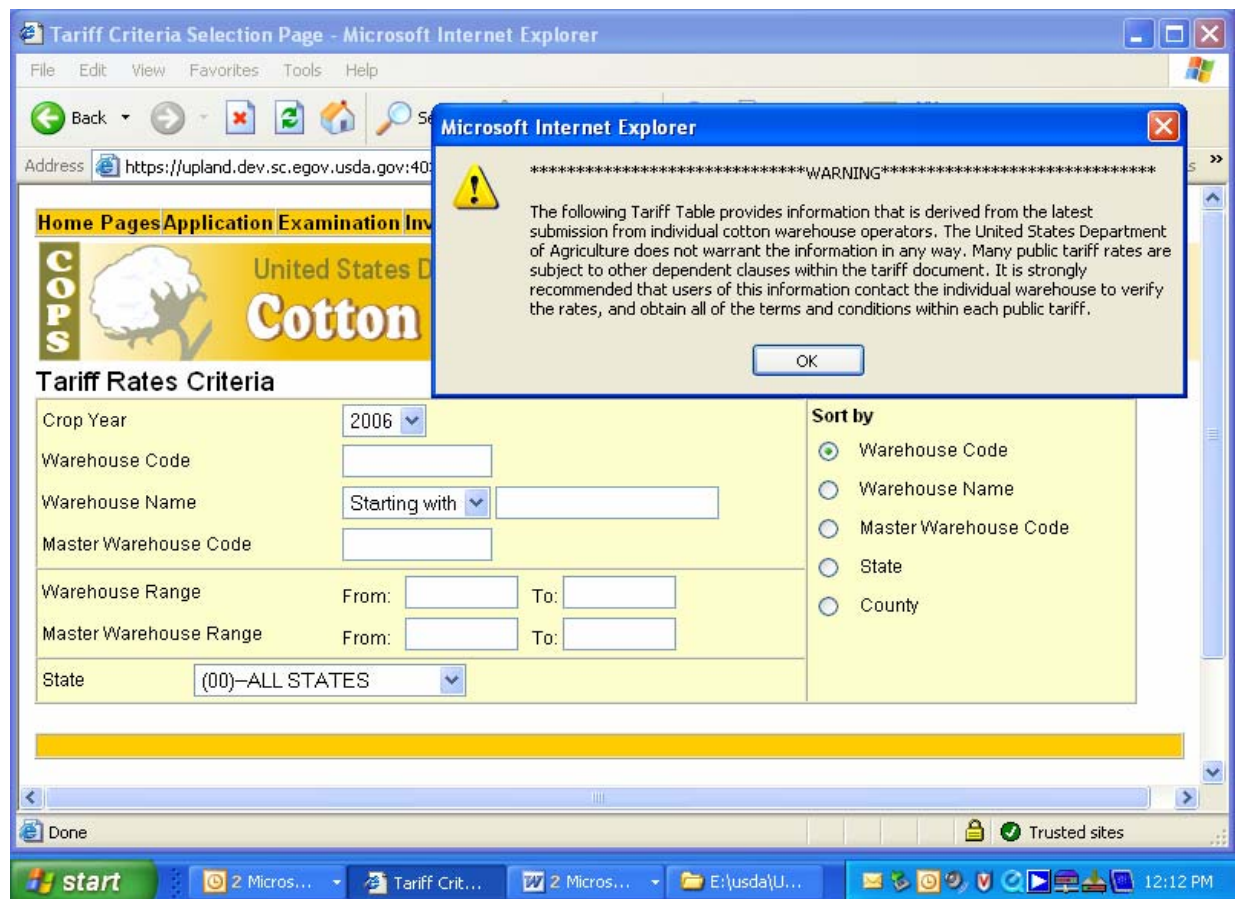 Tariff Criteria Selection Page - Microsoft Internet Explorer
File Edit View Favorites Tools Help
Back
Microsoft Internet Explorer
Address https://upland.dev.sc.egov.usda.gov:40
*****************************WARNING*****************************
The following Tariff Table provides information that is derived from the latest
submission from individual cotton warehouse operators. The United States Department
of Agriculture does not warrant the information in any way. Many public tariff rates are
subject to other dependent clauses within the tariff document. It is strongly
recommended that users of this information contact the individual warehouse to verify
the rates, and obtain all of the terms and conditions within each public tariff.
OK
Home Pages Application Examination Inv
COPS
United States D
Cotton
Tariff Rates Criteria
Crop Year 2006
Warehouse Code
Warehouse Name Starting with
Master Warehouse Code
Warehouse Range From: To:
Master Warehouse Range From: To:
State (00)–ALL STATES
Sort by
Warehouse Code
Warehouse Name
Master Warehouse Code
State
County
Done Trusted sites
start 2 Micros... Tariff Crit... 2 Micros... E:\usda\U... 12:12 PM